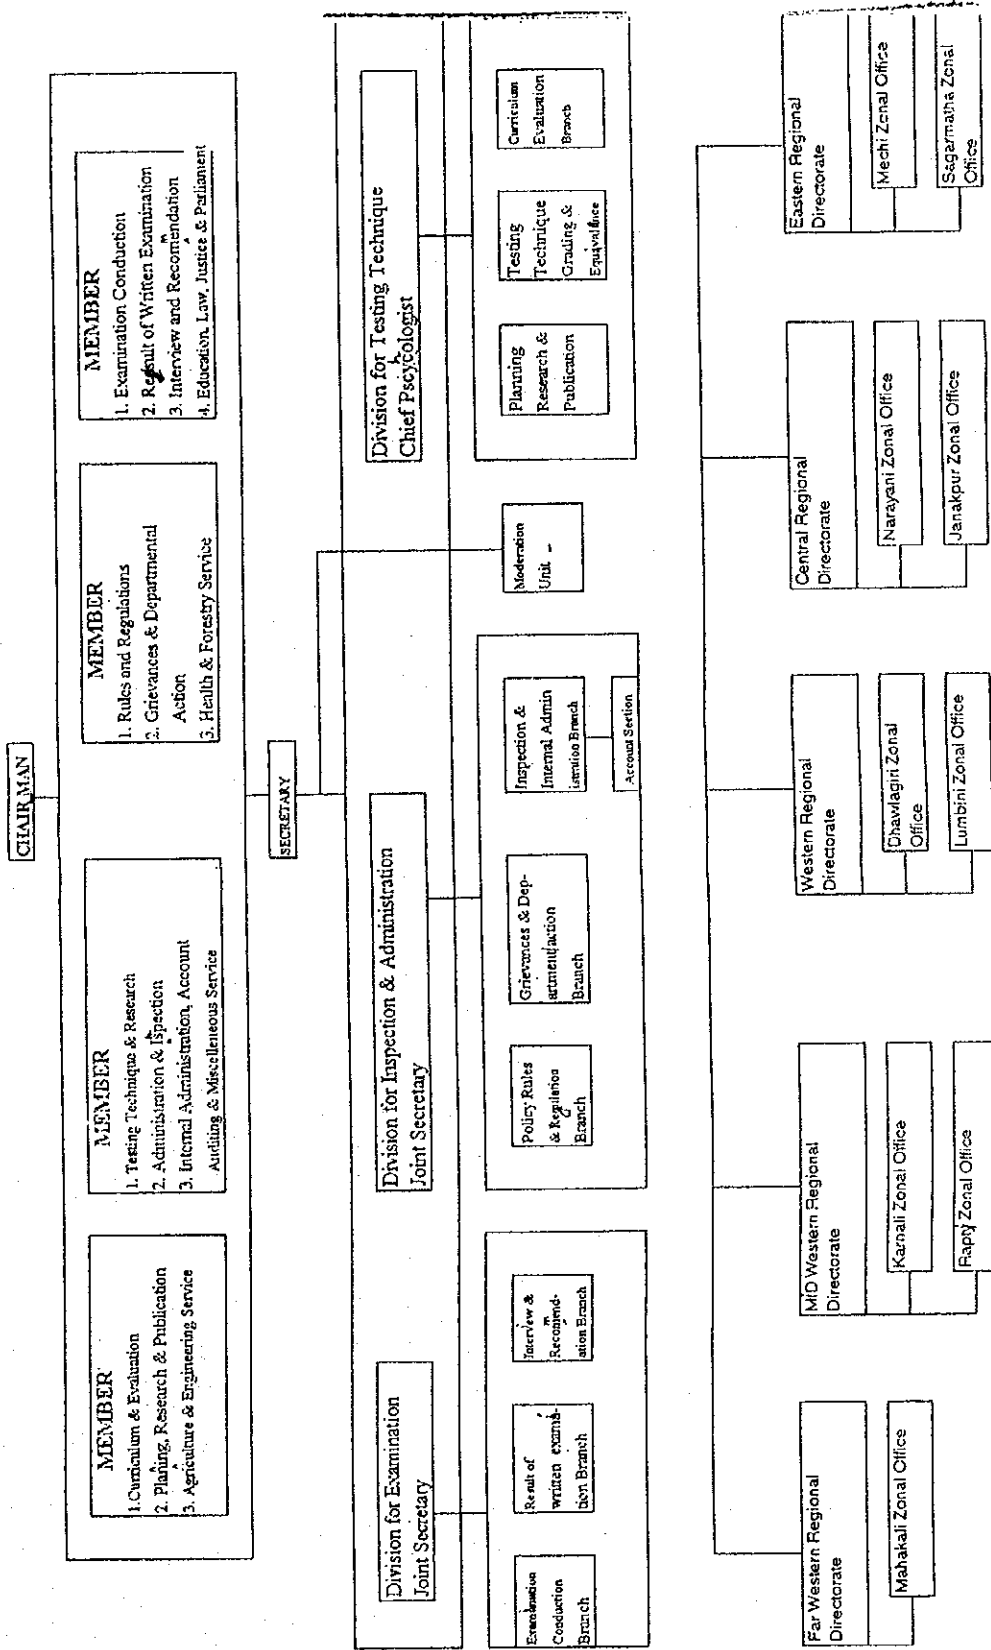 CHAIRMAN
MEMBER
1.Curriculum & Evaluation
2. Planing, Research & Publication
3. Agriculture & Engineering Service
MEMBER
1. Testing Technique & Research
2. Administration & Ispection
3. Internal Administration, Account
Auditing & Miscelleneous Service
MEMBER
1. Rules and Regulations
2. Grievances & Departmental
Action
3. Health & Forestry Service
MEMBER
1. Examination Conduction
2. Result of Written Examination
3. Interview and Recomendation
4. Education, Law, Justice & Parliament
SECRETARY
Division for Examination
Joint Secretary
Division for Inspection & Administration
Joint Secretary
Division for Testing Technique
Chief Pscycologist
Examination
Conduction
Branch
Result of
written examina-
tion Branch
Interview &
Recomend-
ation Branch
Policy Rules
& Regulation
Branch
Grievances & Dep-
artmentaction
Branch
Inspection &
Internal Admin
istration Branch
Account Section
Moderation
Unit -
Planning
Research &
Publication
Testing
Technique
Grading &
Equivalence
Curriculum
Evaluation
Branch
Far Western Regional
Directorate
Mahakali Zonal Office
MID Western Regional
Directorate
Karnali Zonal Office
Rapty Zonal Office
Western Regional
Directorate
Dhawlagiri Zonal
Office
Lumbini Zonal Office
Central Regional
Directorate
Narayani Zonal Office
Janakpur Zonal Office
Eastern Regional
Directorate
Mechi Zonal Office
Sagarmatha Zonal
Office